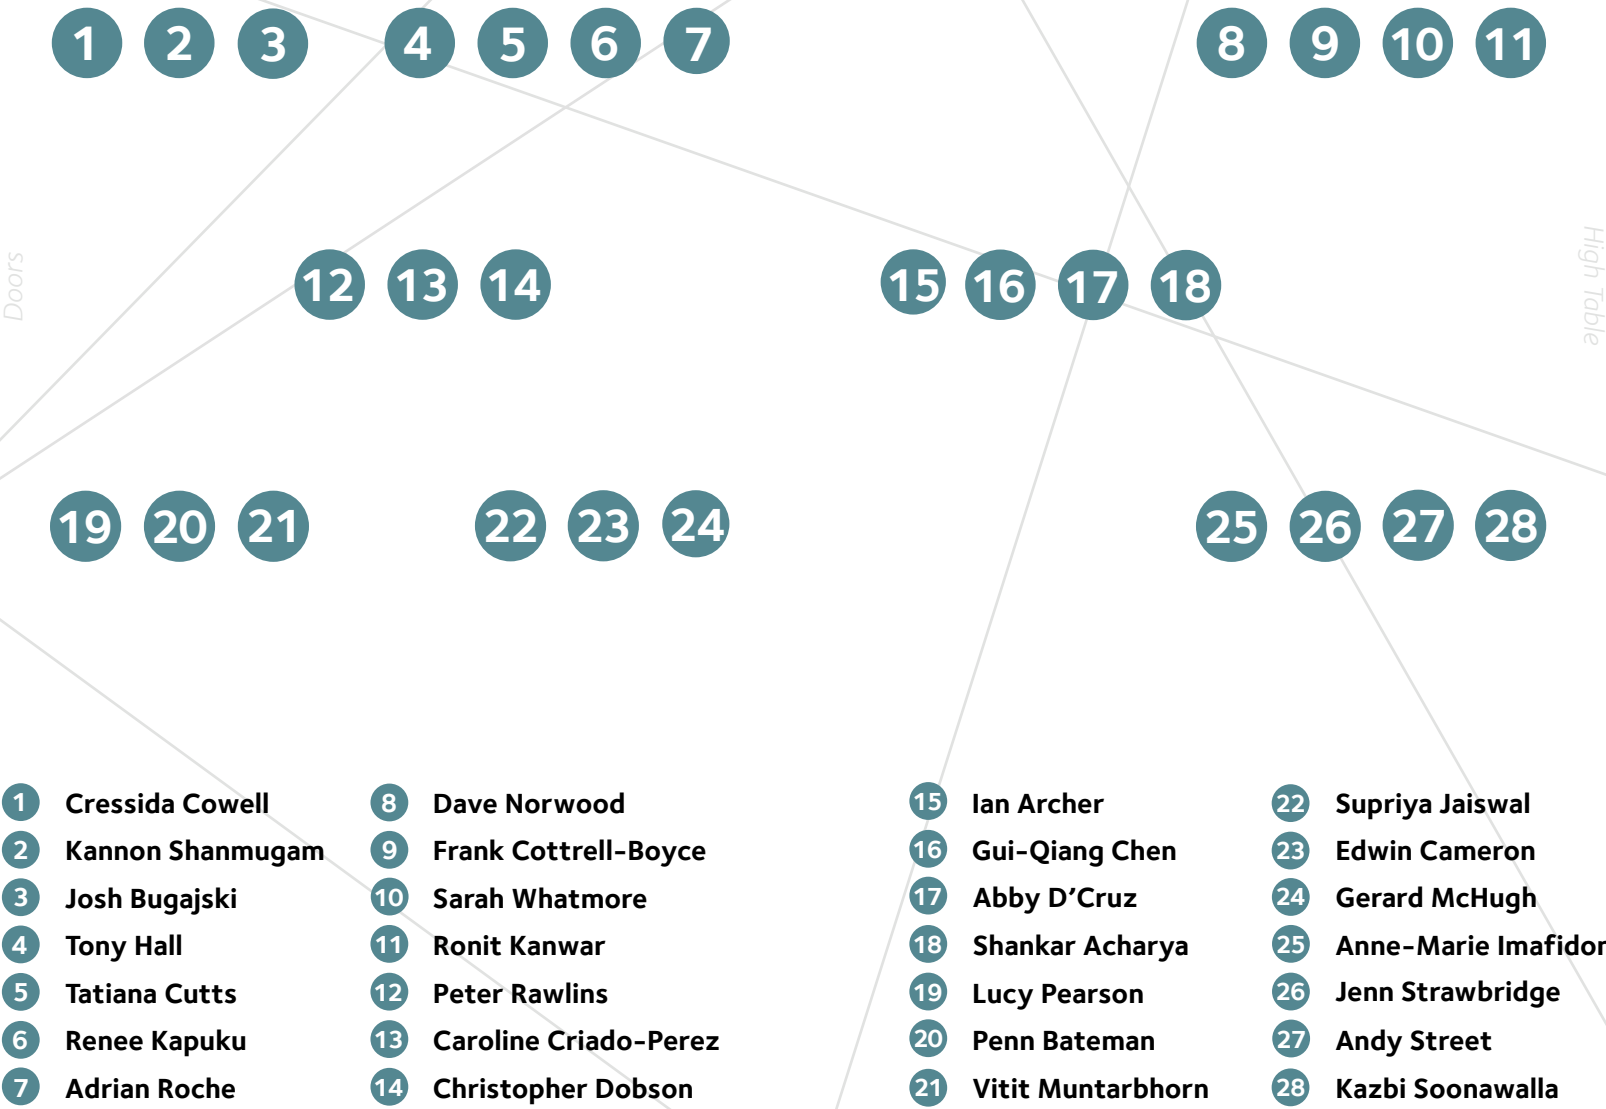 1 2 3 4 5 6 7 8 9 10 11
Doors
High Table
12 13 14 15 16 17 18
19 20 21 22 23 24 25 26 27 28
1 Cressida Cowell
2 Kannon Shanmugam
3 Josh Bugajski
4 Tony Hall
5 Tatiana Cutts
6 Renee Kapuku
7 Adrian Roche
8 Dave Norwood
9 Frank Cottrell-Boyce
10 Sarah Whatmore
11 Ronit Kanwar
12 Peter Rawlins
13 Caroline Criado-Perez
14 Christopher Dobson
15 Ian Archer
16 Gui-Qiang Chen
17 Abby D’Cruz
18 Shankar Acharya
19 Lucy Pearson
20 Penn Bateman
21 Vitit Muntarbhorn
22 Supriya Jaiswal
23 Edwin Cameron
24 Gerard McHugh
25 Anne-Marie Imafidon
26 Jenn Strawbridge
27 Andy Street
28 Kazbi Soonawalla